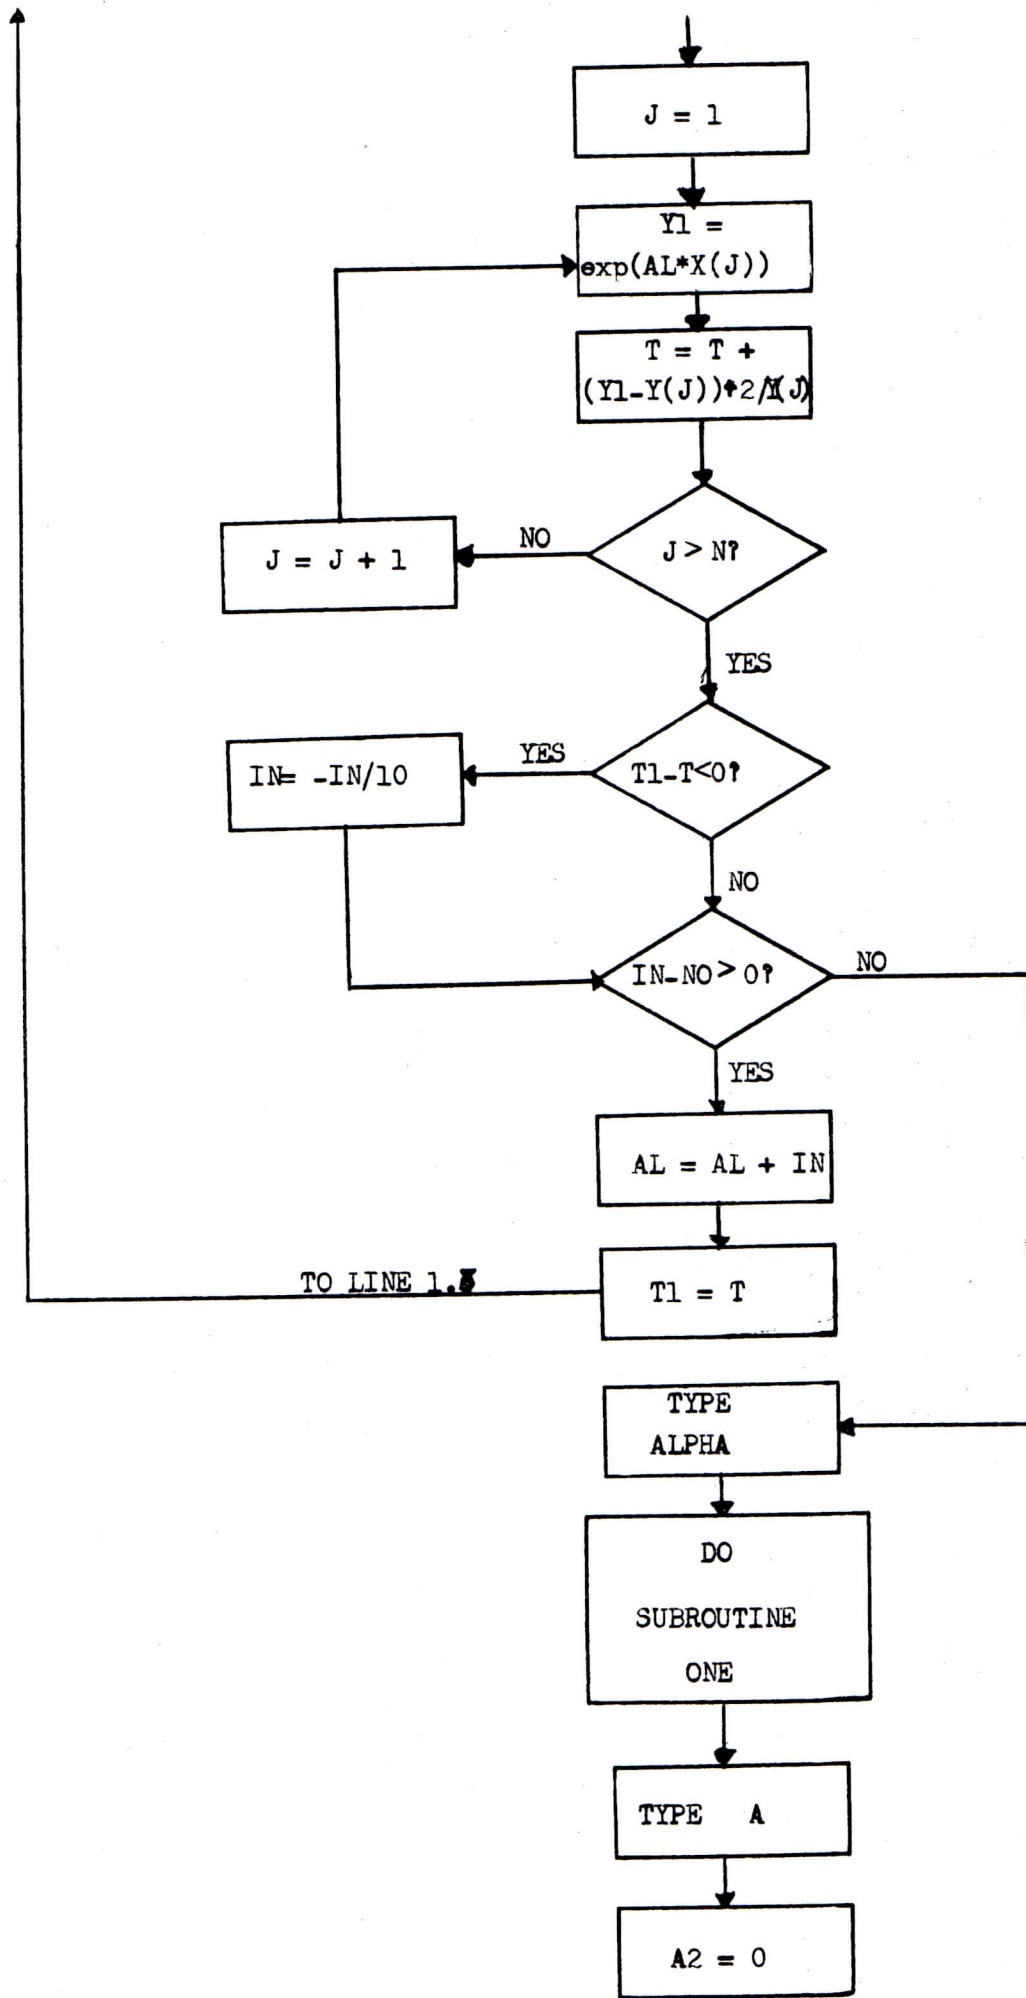 J = 1
Y1 =
exp(AL*X(J))
T = T +
(Y1-Y(J))*2/Y(J)
J > N?
NO
J = J + 1
YES
T1-T<0?
YES
IN= -IN/10
NO
IN-NO > 0?
NO
YES
AL = AL + IN
T1 = T
TO LINE
TYPE
ALPHA
DO
SUBROUTINE
ONE
TYPE A
A2 = 0